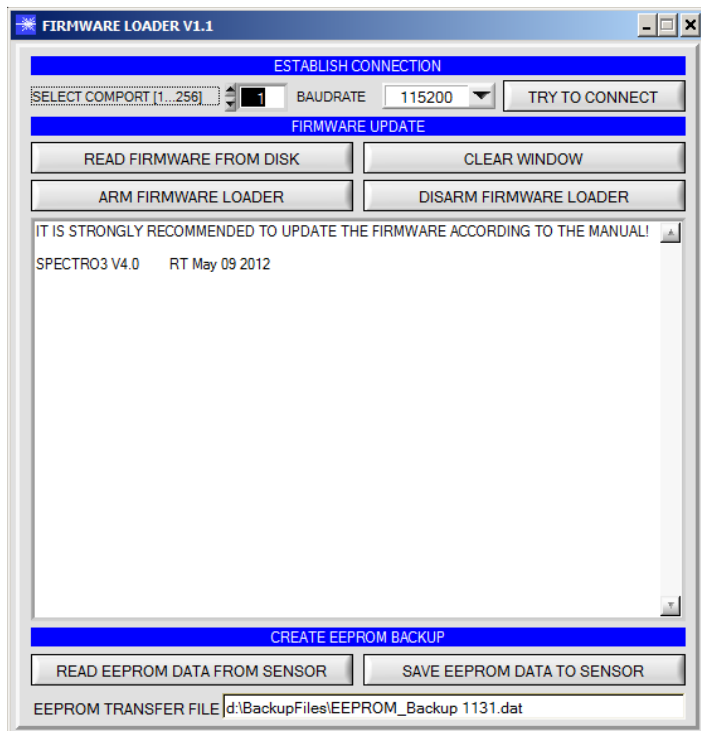 FIRMWARE LOADER V1.1
ESTABLISH CONNECTION
SELECT COMPORT [1...256] 1 BAUDRATE 115200 TRY TO CONNECT
FIRMWARE UPDATE
READ FIRMWARE FROM DISK CLEAR WINDOW
ARM FIRMWARE LOADER DISARM FIRMWARE LOADER
IT IS STRONGLY RECOMMENDED TO UPDATE THE FIRMWARE ACCORDING TO THE MANUAL!
SPECTRO3 V4.0 RT May 09 2012
CREATE EEPROM BACKUP
READ EEPROM DATA FROM SENSOR SAVE EEPROM DATA TO SENSOR
EEPROM TRANSFER FILE d:\BackupFiles\EEPROM_Backup 1131.dat